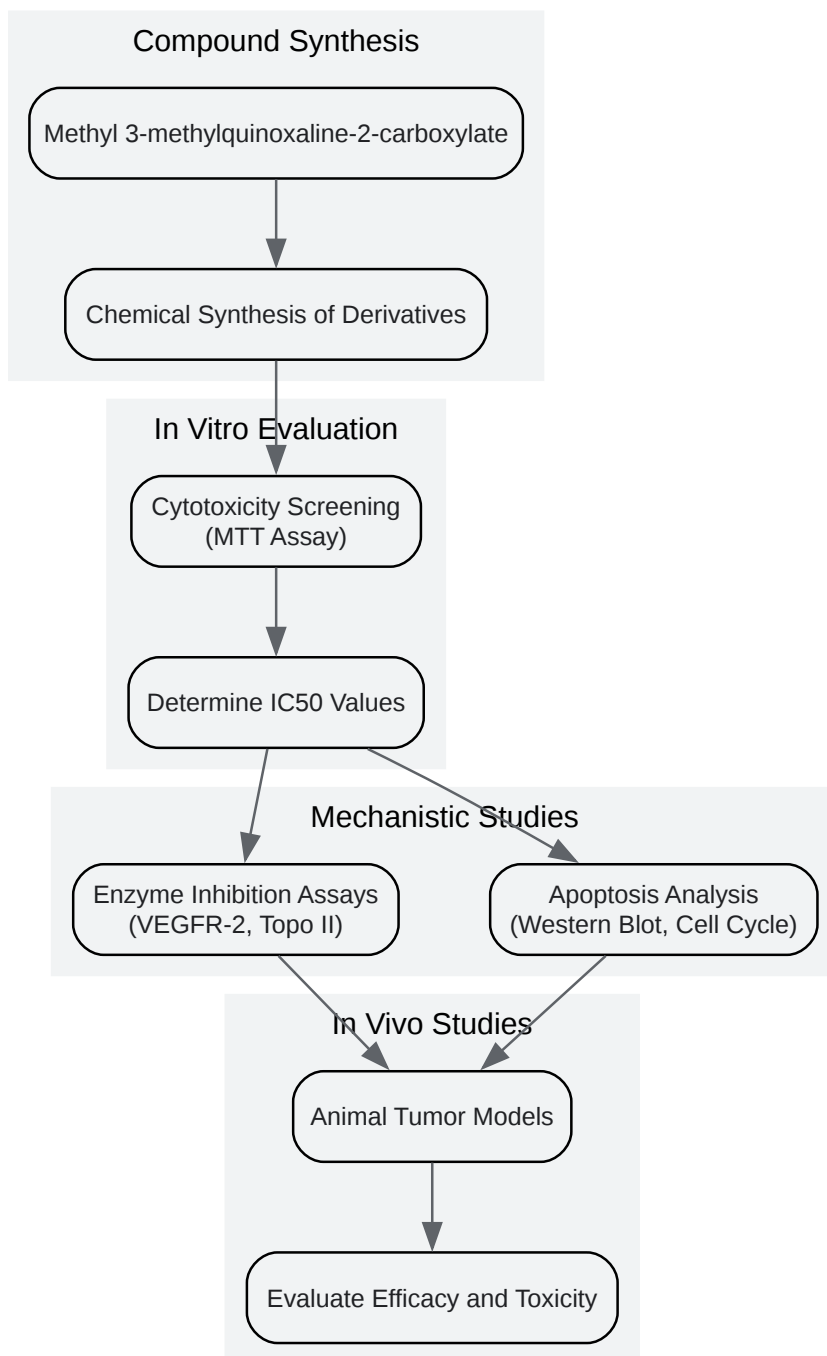 Compound Synthesis
Methyl 3-methylquinoxaline-2-carboxylate
Chemical Synthesis of Derivatives
In Vitro Evaluation
Cytotoxicity Screening
(MTT Assay)
Determine IC50 Values
Mechanistic Studies
Enzyme Inhibition Assays
(VEGFR-2, Topo II)
Apoptosis Analysis
(Western Blot, Cell Cycle)
In Vivo Studies
Animal Tumor Models
Evaluate Efficacy and Toxicity